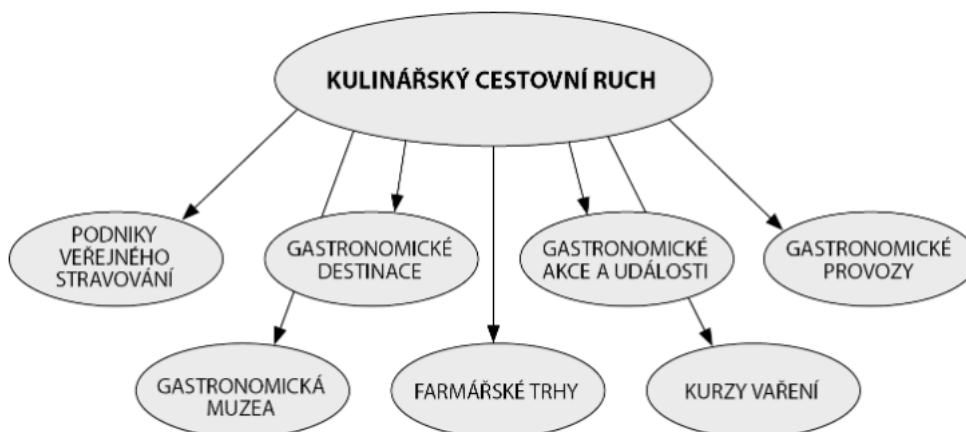 KULINÁŘSKÝ CESTOVNÍ RUCH
PODNIKY
VEŘEJNÉHO
STRAVOVÁNÍ
GASTRONOMICKÉ
DESTINACE
GASTRONOMICKÉ
AKCE A UDÁLOSTI
GASTRONOMICKÉ
PROVOZY
GASTRONOMICKÁ
MUZEA
FARMÁŘSKÉ TRHY
KURZY VAŘENÍ